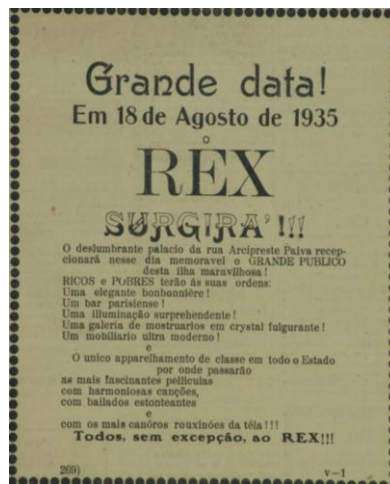 Grande data!
Em 18 de Agosto de 1935
o
REX
SURGIRA'!!!
O deslumbrante palacio da rua Arcipreste Paiva recep-
cionará nesse dia memoravel o GRANDE PUBLICO
desta ilha maravilhosa!
RICOS e POBRES terão ás suas ordens:
Uma elegante bonbonnière!
Um bar parisiense!
Uma illuminação surprehendente!
Uma galeria de mostruarios em crystal fulgurante!
Um mobiliario ultra moderno!
e
O unico apparelhamento de classe em todo o Estado
por onde passarão
as mais fascinantes pelliculas
com harmoniosas canções,
com bailados estonteantes
e
com os mais canóros rouxinóes da téla!!!
Todos, sem excepção, ao REX!!!
269)
v—1